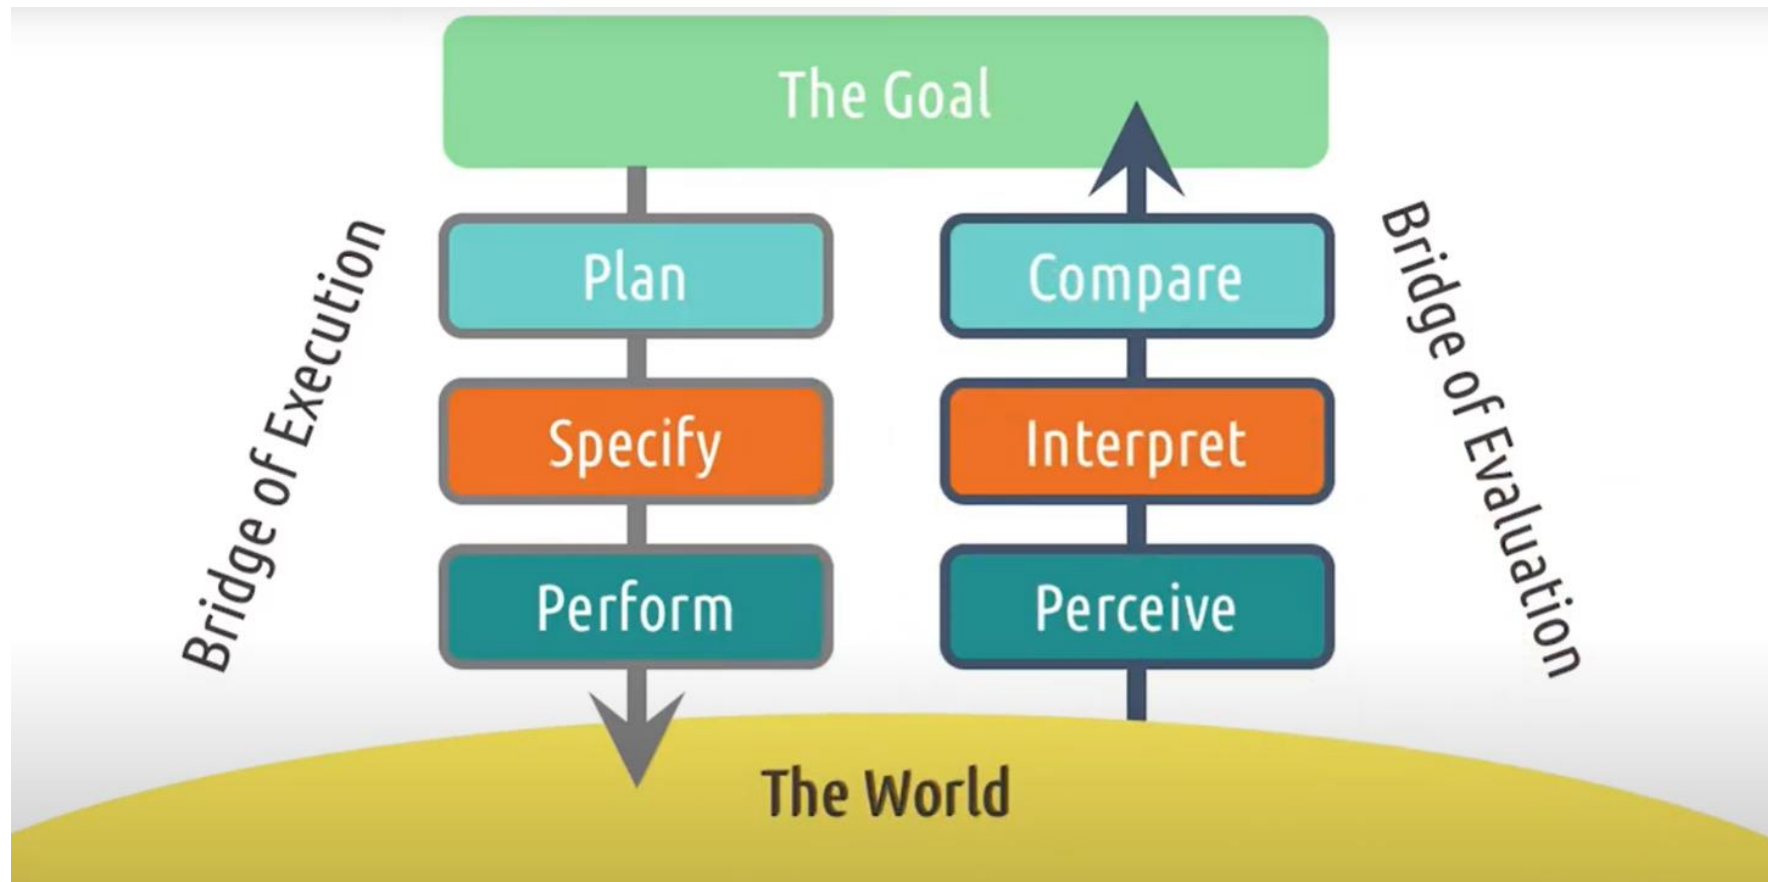 The Goal
Bridge of Execution
Plan
Specify
Perform
Compare
Interpret
Perceive
Bridge of Evaluation
The World